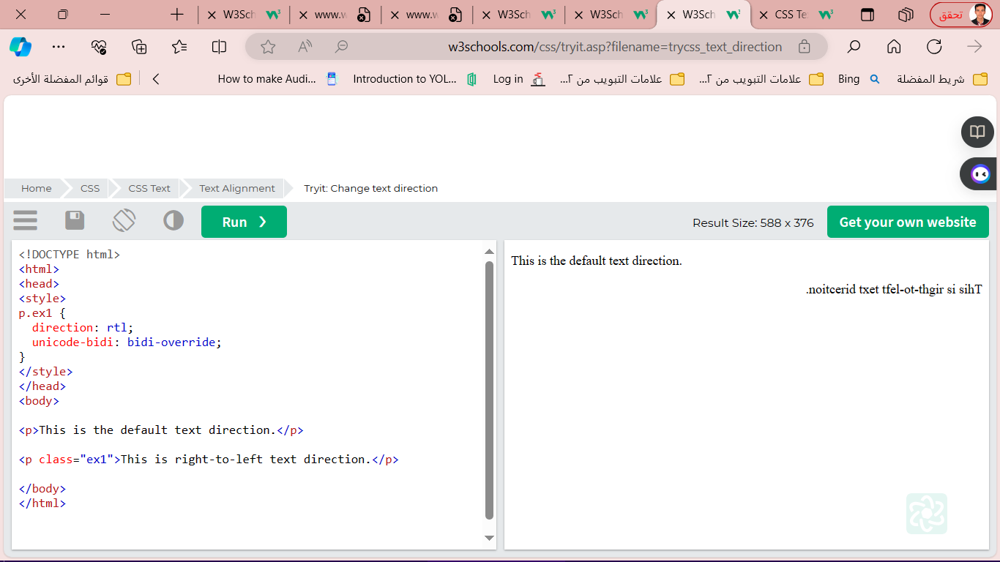 W3Sch
www.w
www.w
W3Sch
W3Sch
W3Sch
CSS Te
تحقق
w3schools.com/css/tryit.asp?filename=trycss_text_direction
شريط المفضلة
Bing
علامات التبويب من ٢...
علامات التبويب من ٢...
Log in
Introduction to YOL...
How to make Audi...
قوائم المفضلة الأخرى
Home
CSS
CSS Text
Text Alignment
Tryit: Change text direction
Run ❯
Result Size: 588 x 376
Get your own website
<!DOCTYPE html>
<html>
<head>
<style>
p.ex1 {
  direction: rtl;
  unicode-bidi: bidi-override;
}
</style>
</head>
<body>
<p>This is the default text direction.</p>
<p class="ex1">This is right-to-left text direction.</p>
</body>
</html>
This is the default text direction.
.noitcerid txet tfel-ot-thgir si sihT